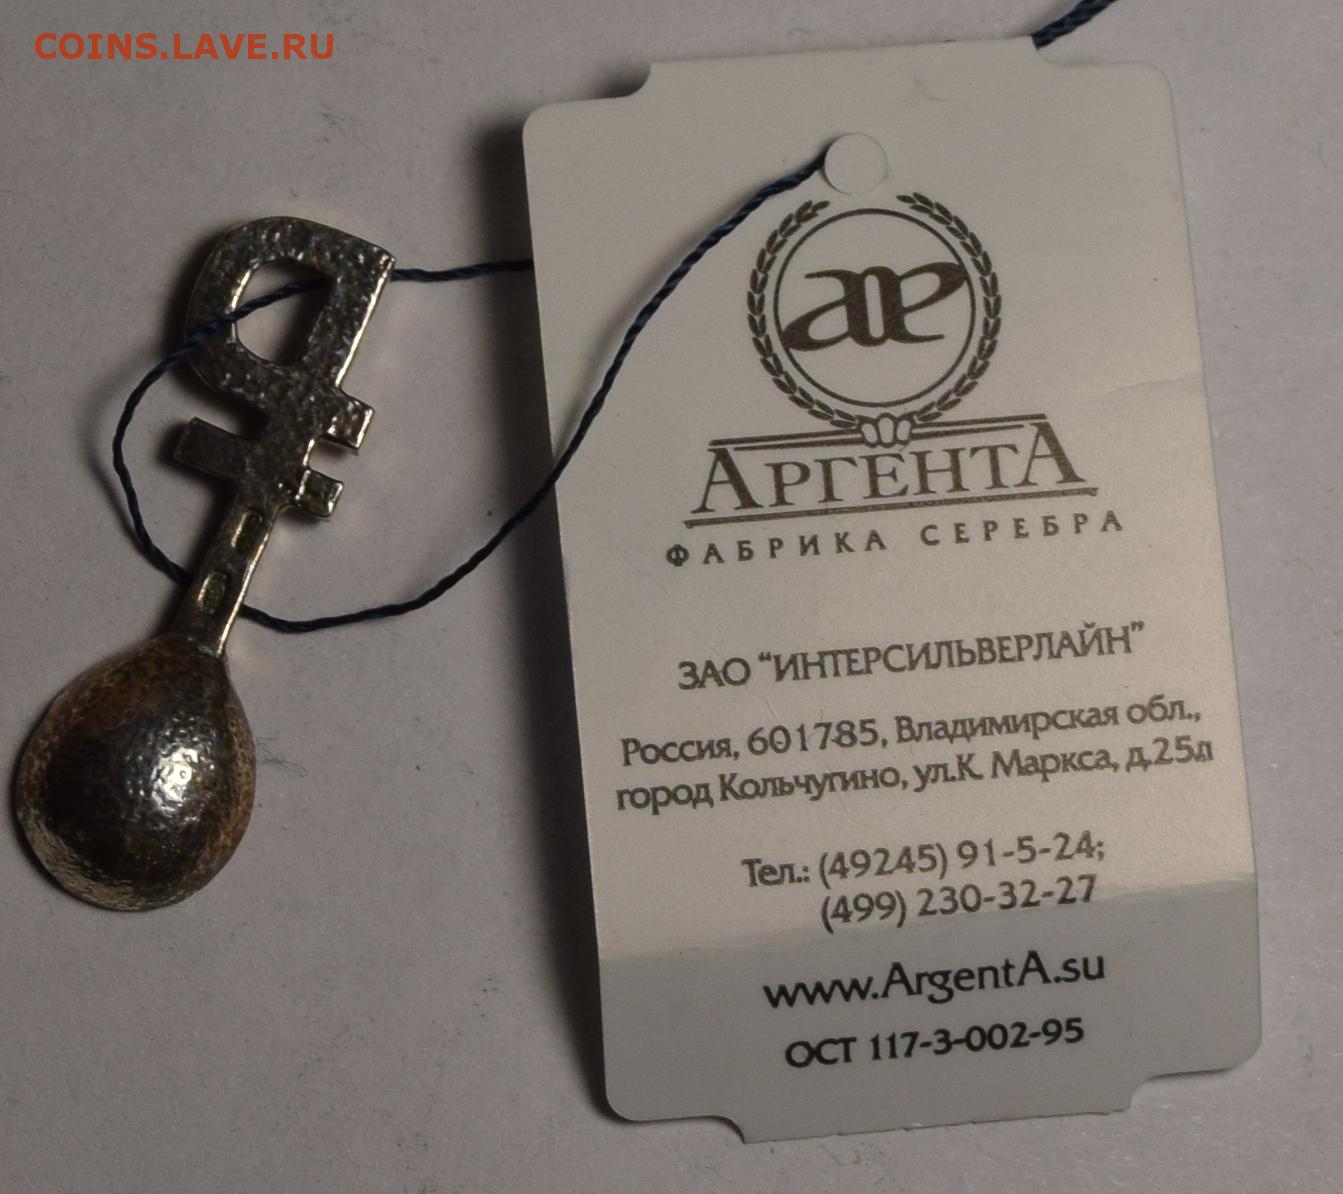 COINS.LAVE.RU
ae
АРГЕНТА
ФАБРИКА СЕРЕБРА
ЗАО “ИНТЕРСИЛЬВЕРЛАЙН”
Россия, 601785, Владимирская обл.,
город Кольчугино, ул.К. Маркса, д.25л
Тел.: (49245) 91-5-24;
(499) 230-32-27
www.ArgentA.su
ОСТ 117-3-002-95